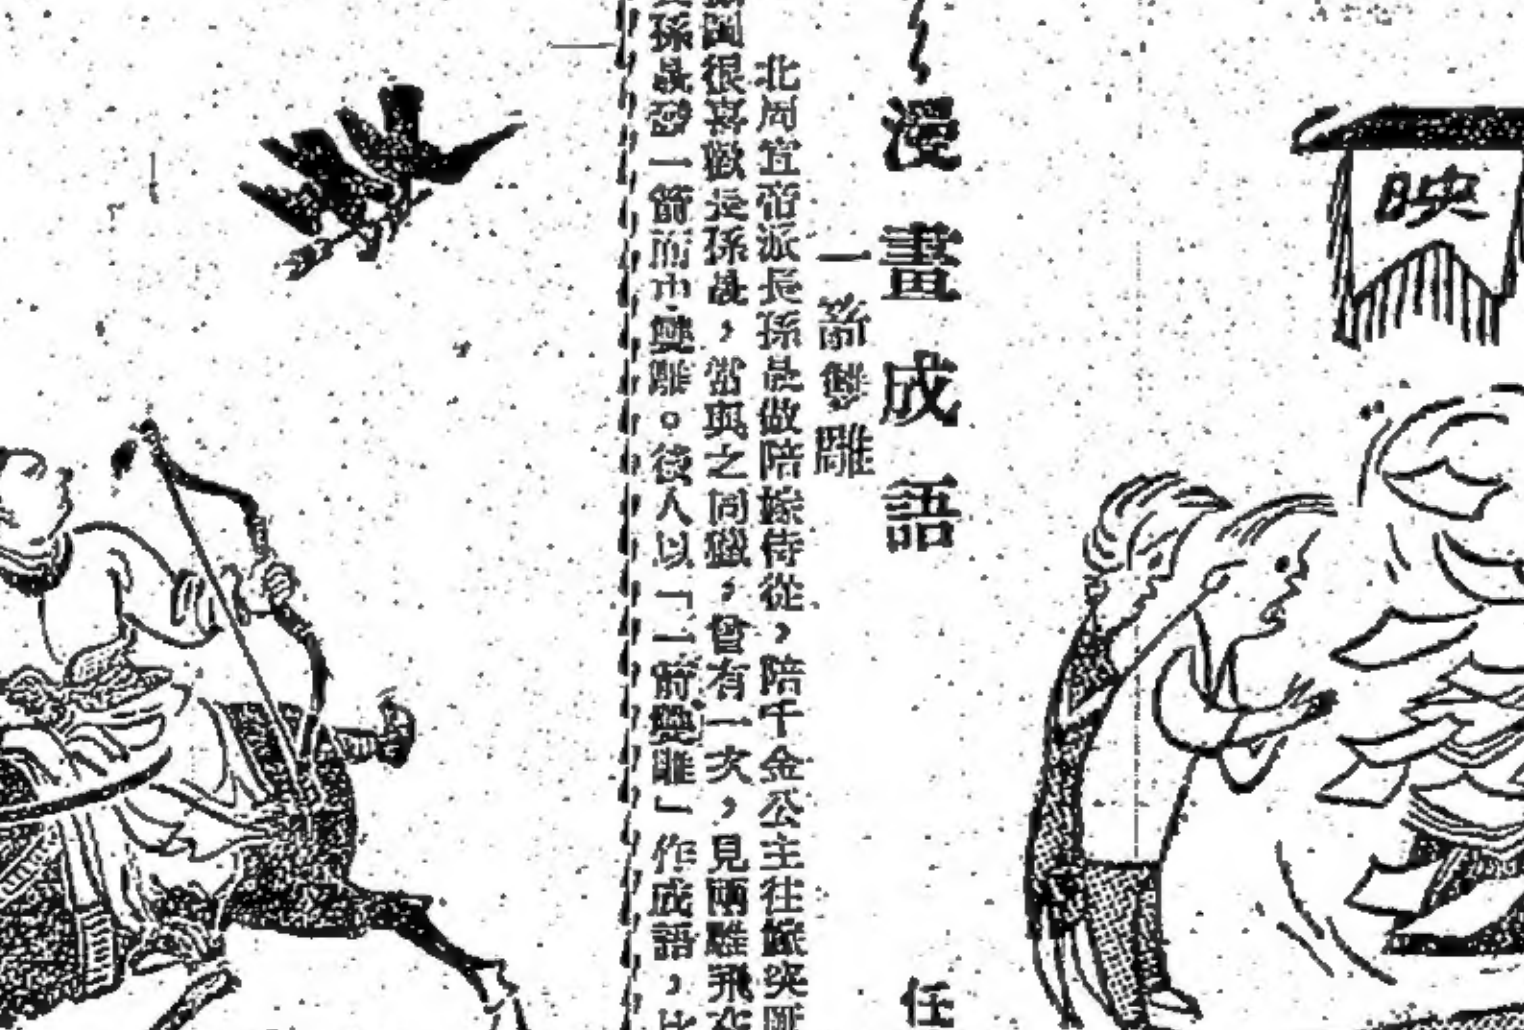 映
漫畫成語
一箭雙雕
任
北周宣帝派長孫晟做陪嫁侍從，陪千金公主往嫁突厥
國很喜歡長孫晟，當與之同獵，曾有一次，見兩雕飛在
孫晟發一箭而中雙雕。後人以「一箭雙雕」作成語，比